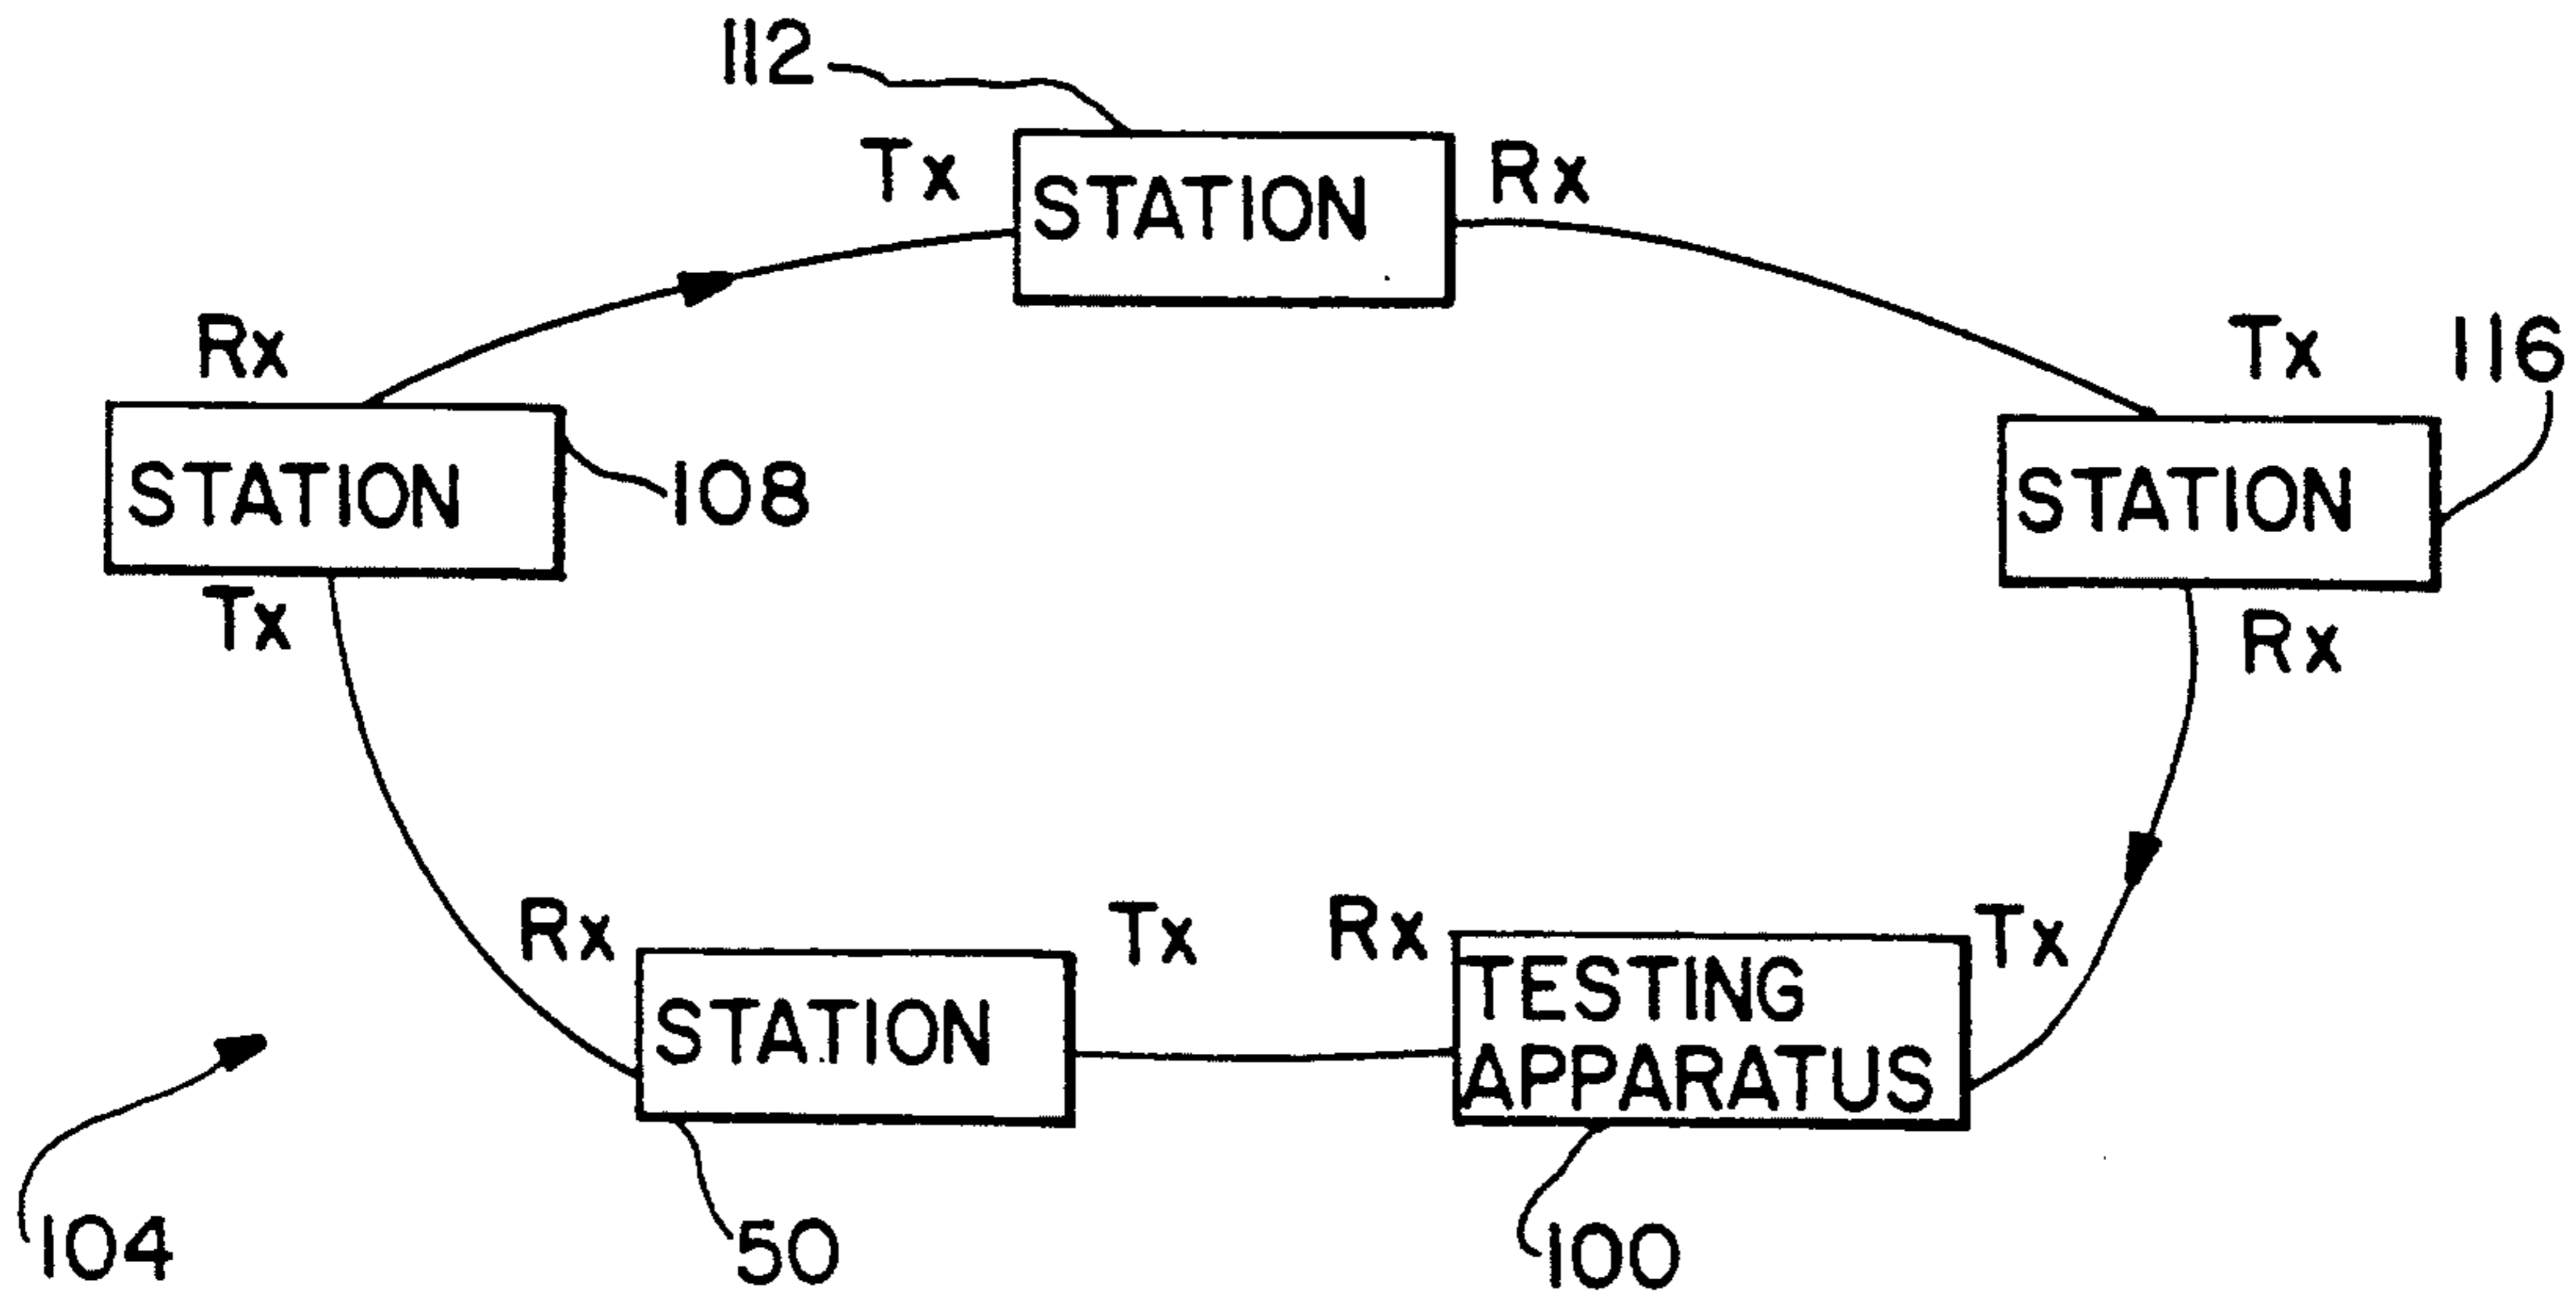 112
Tx
STATION
Rx
Rx
STATION
108
Tx
Tx
116
STATION
Rx
Rx
STATION
Tx
50
Rx
TESTING
APPARATUS
Tx
100
104